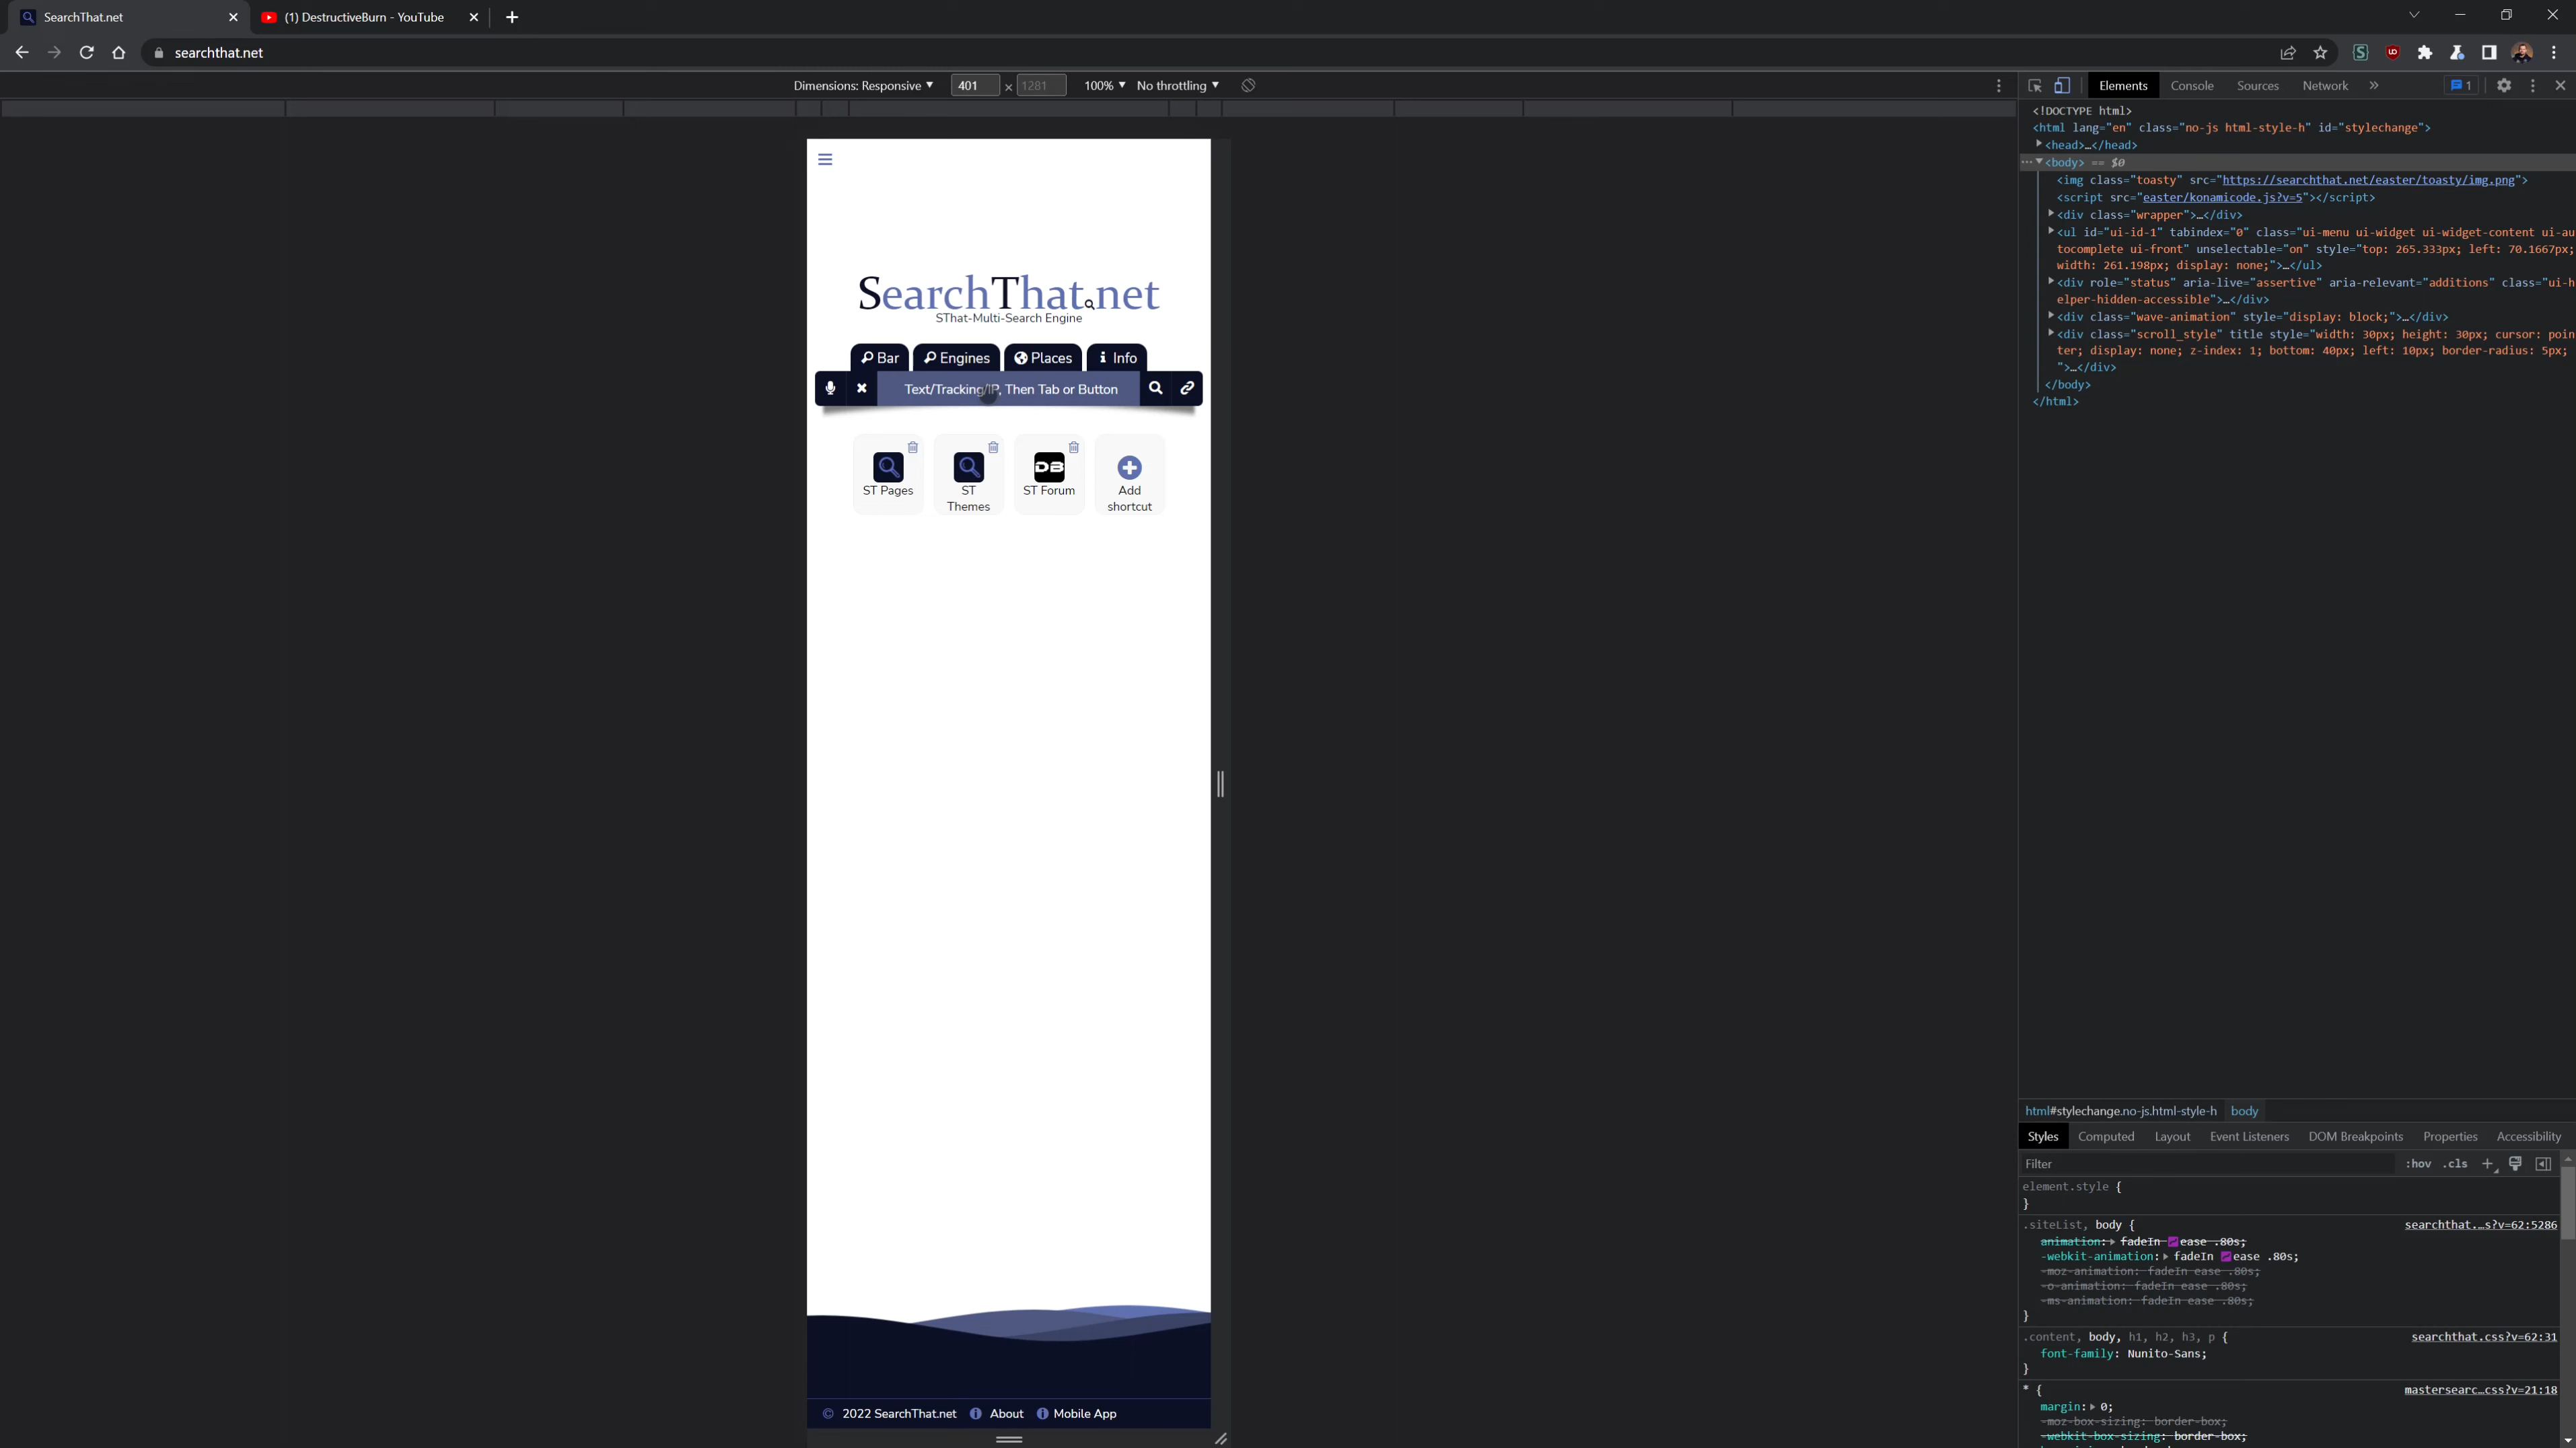 SearchThat.net
(1) DestructiveBurn - YouTube
searchthat.net
Dimensions: Responsive 401 × 1281 100% No throttling
Elements Console Sources Network 1
SearchThat.net
SThat-Multi-Search Engine
Bar Engines Places Info
Text/Tracking/IP, Then Tab or Button
ST Pages
ST
Themes
DB
ST Forum
Add
shortcut
© 2022 SearchThat.net About Mobile App
<!DOCTYPE html>
<html lang="en" class="no-js html-style-h" id="stylechange">
<head>…</head>
<body> == $0
<img class="toasty" src="https://searchthat.net/easter/toasty/img.png">
<script src="easter/konamicode.js?v=5"></script>
<div class="wrapper">…</div>
<ul id="ui-id-1" tabindex="0" class="ui-menu ui-widget ui-widget-content ui-au
tocomplete ui-front" unselectable="on" style="top: 265.333px; left: 70.1667px;
width: 261.198px; display: none;">…</ul>
<div role="status" aria-live="assertive" aria-relevant="additions" class="ui-h
elper-hidden-accessible">…</div>
<div class="wave-animation" style="display: block;">…</div>
<div class="scroll_style" title style="width: 30px; height: 30px; cursor: poin
ter; display: none; z-index: 1; bottom: 40px; left: 10px; border-radius: 5px;
">…</div>
</body>
</html>
html#stylechange.no-js.html-style-h body
Styles Computed Layout Event Listeners DOM Breakpoints Properties Accessibility
Filter :hov .cls
element.style {
}
.siteList, body { searchthat.…s?v=62:5286
animation: fadeIn ease .80s;
-webkit-animation: fadeIn ease .80s;
-moz-animation: fadeIn ease .80s;
-o-animation: fadeIn ease .80s;
-ms-animation: fadeIn ease .80s;
}
.content, body, h1, h2, h3, p { searchthat.css?v=62:31
font-family: Nunito-Sans;
}
* { mastersearc…css?v=21:18
margin: 0;
-moz-box-sizing: border-box;
-webkit-box-sizing: border-box;